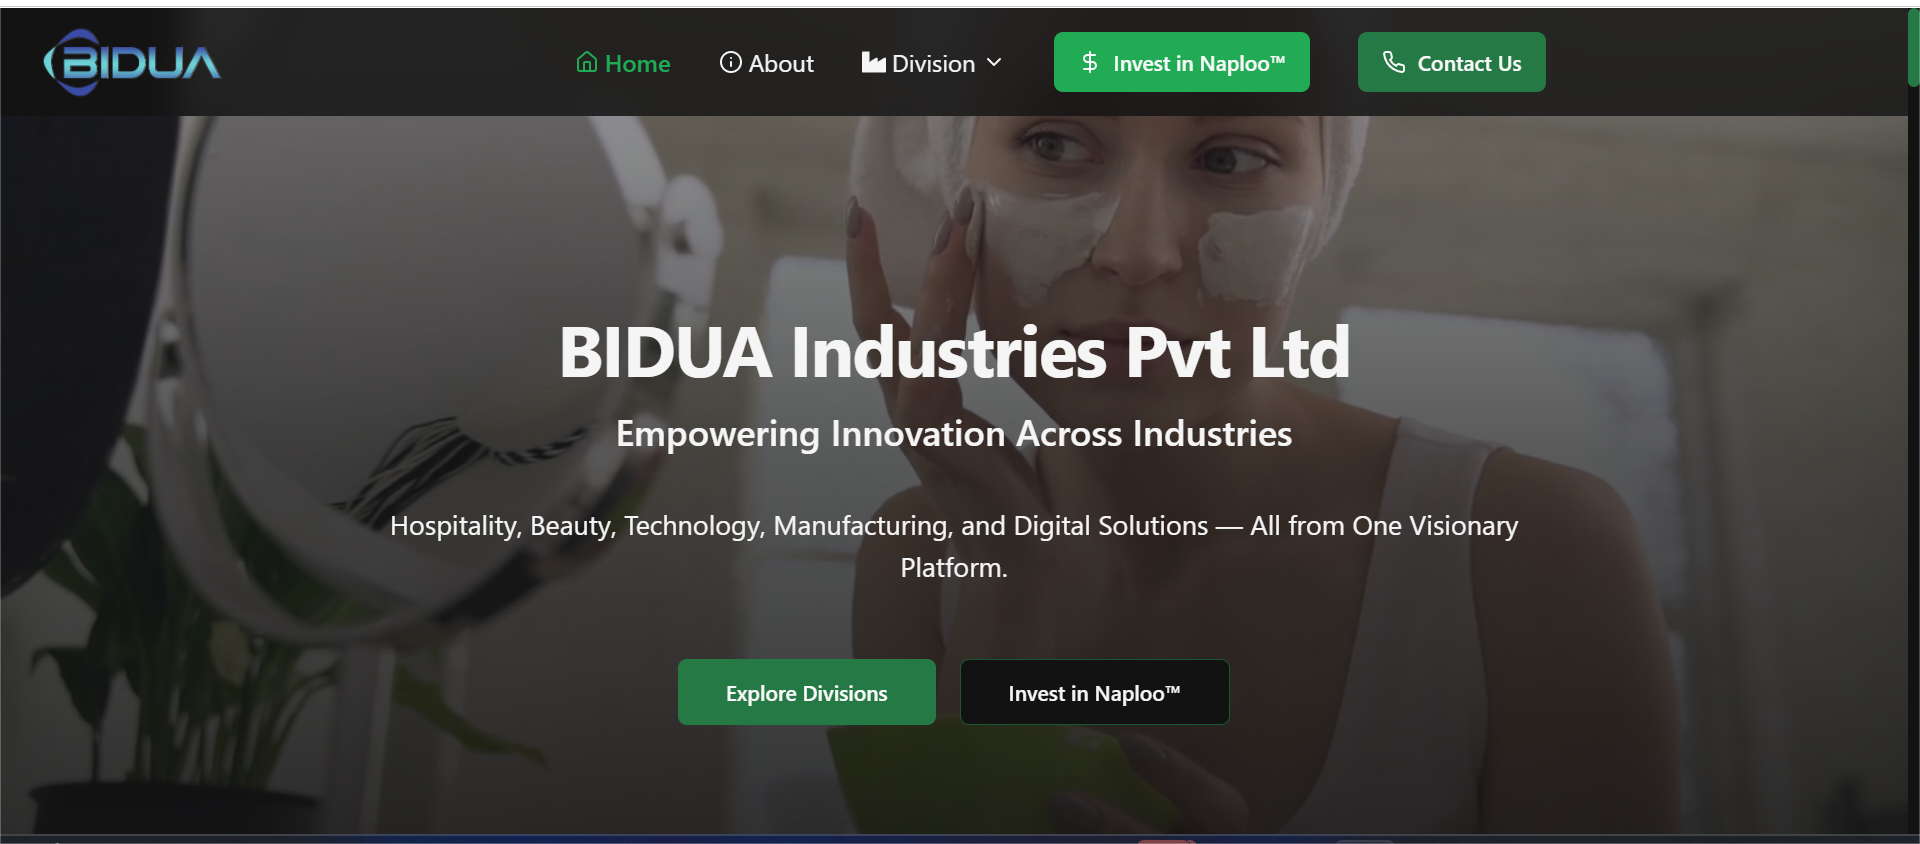 BIDUA
Home
About
Division
Invest in Naploo™
Contact Us
BIDUA Industries Pvt Ltd
Empowering Innovation Across Industries
Hospitality, Beauty, Technology, Manufacturing, and Digital Solutions — All from One Visionary
Platform.
Explore Divisions
Invest in Naploo™